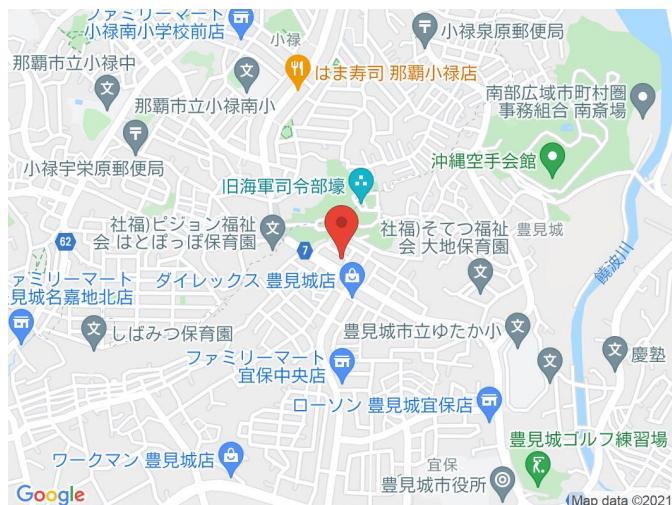 ファミリーマート
小禄南小学校前店
小禄泉原郵便局
小禄
那覇市立小禄中
はま寿司 那覇小禄店
那覇市立小禄南小
南部広域市町村圏
事務組合 南斎場
小禄宇栄原郵便局
沖縄空手会館
旧海軍司令部壕
社福)ピジョン福祉
会 はとぽっぽ保育園
社福)そてつ福祉
会 大地保育園
豊見城
62
7
饒波川
ファミリーマート
見城名嘉地北店
ダイレックス 豊見城店
しばみつ保育園
豊見城市立ゆたか小
慶塾
ファミリーマート
宜保中央店
ローソン 豊見城宜保店
豊見城ゴルフ練習場
ワークマン 豊見城店
宜保
豊見城市役所
Google
Map data ©2021